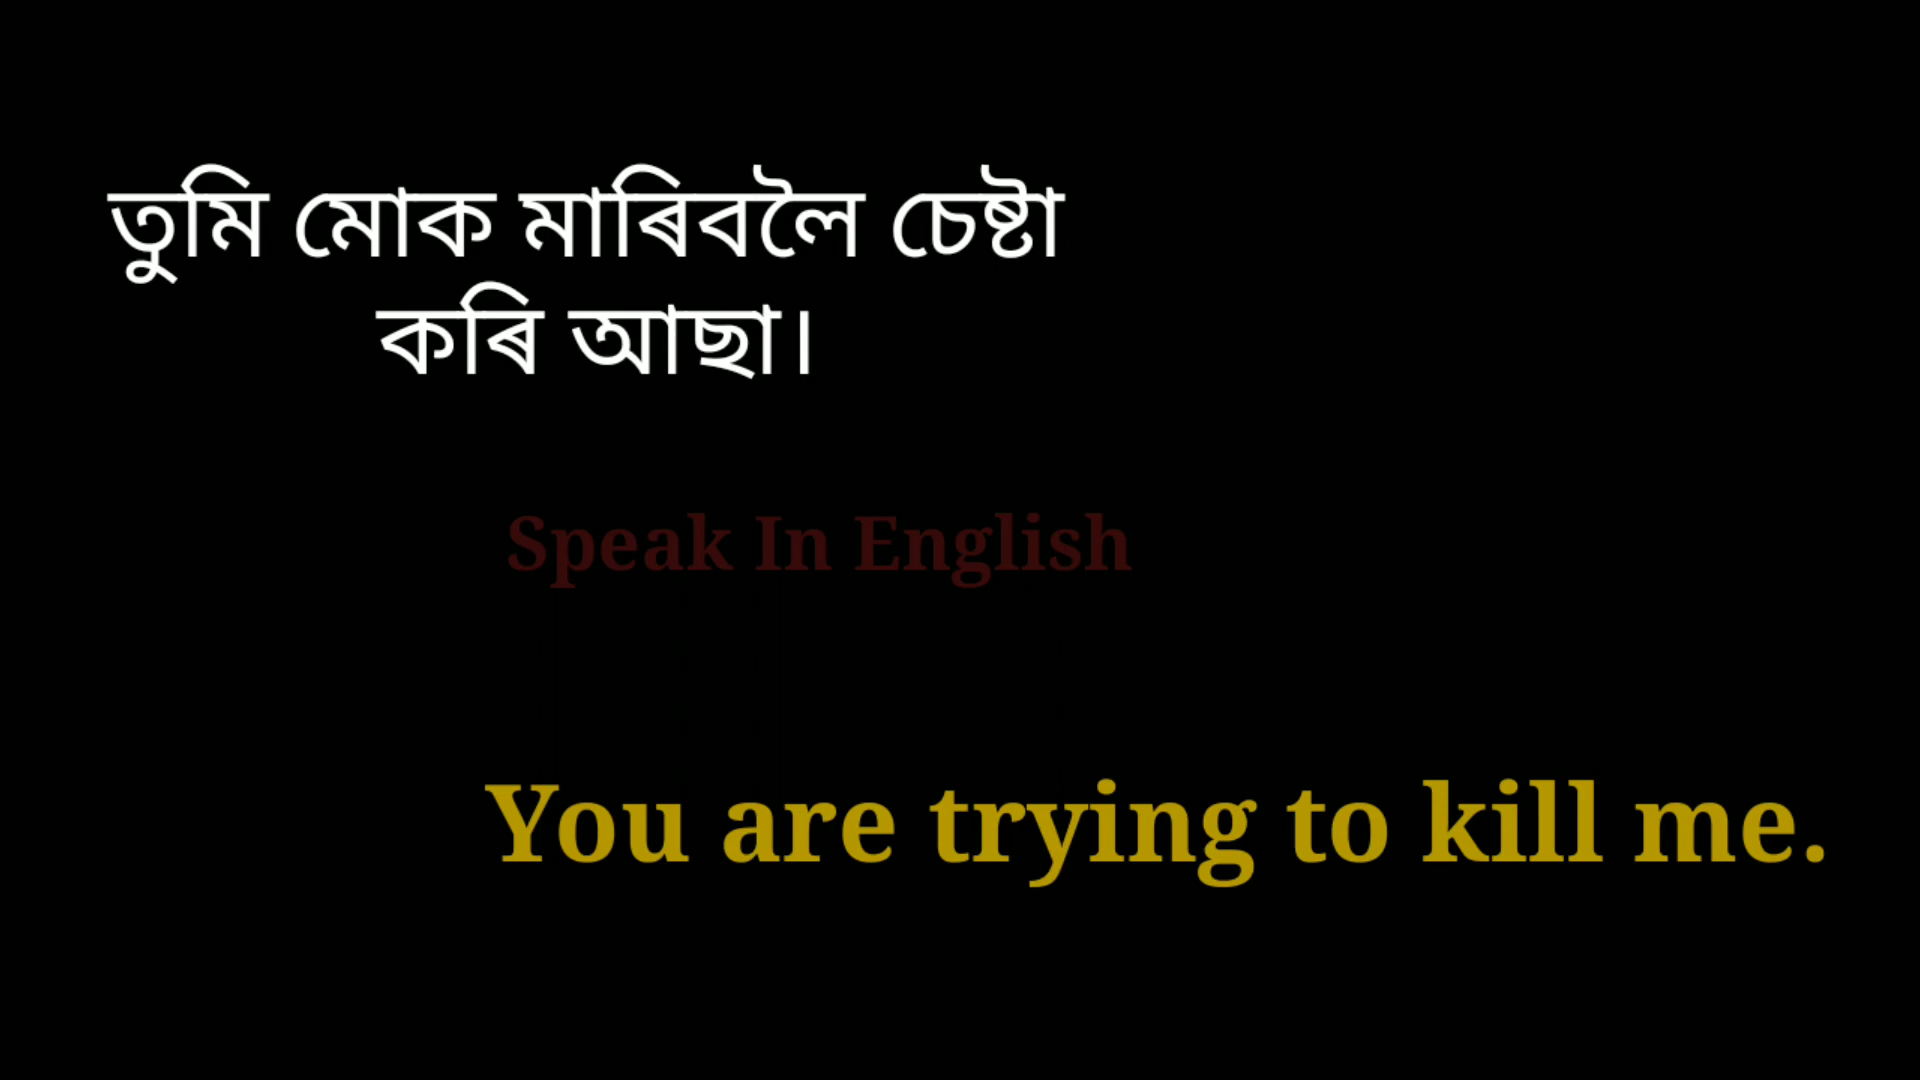 তুমি মোক মাৰিবলৈ চেষ্টা
কৰি আছা।
Speak In English
You are trying to kill me.